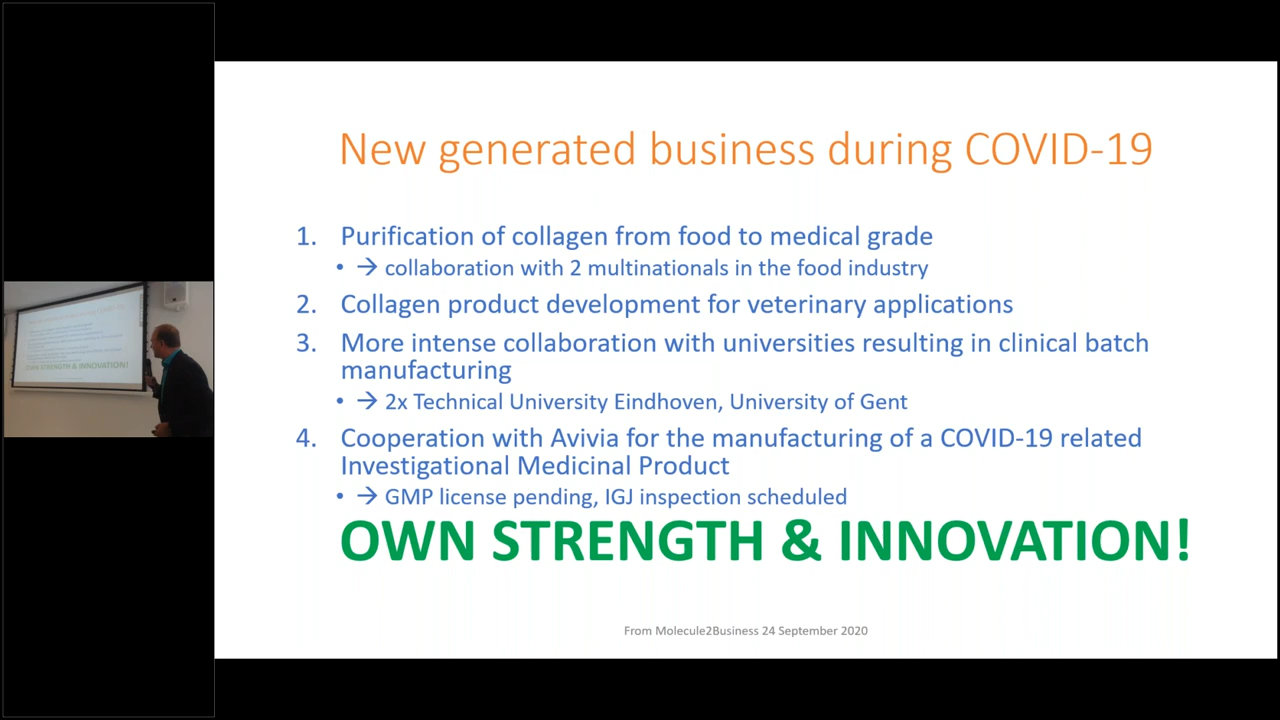 New generated business during COVID-19
1. Purification of collagen from food to medical grade
• → collaboration with 2 multinationals in the food industry
2. Collagen product development for veterinary applications
3. More intense collaboration with universities resulting in clinical batch
manufacturing
• → 2x Technical University Eindhoven, University of Gent
4. Cooperation with Avivia for the manufacturing of a COVID-19 related
Investigational Medicinal Product
• → GMP license pending, IGJ inspection scheduled
OWN STRENGTH & INNOVATION!
From Molecule2Business 24 September 2020
OWN STRENGTH & INNOVATION!